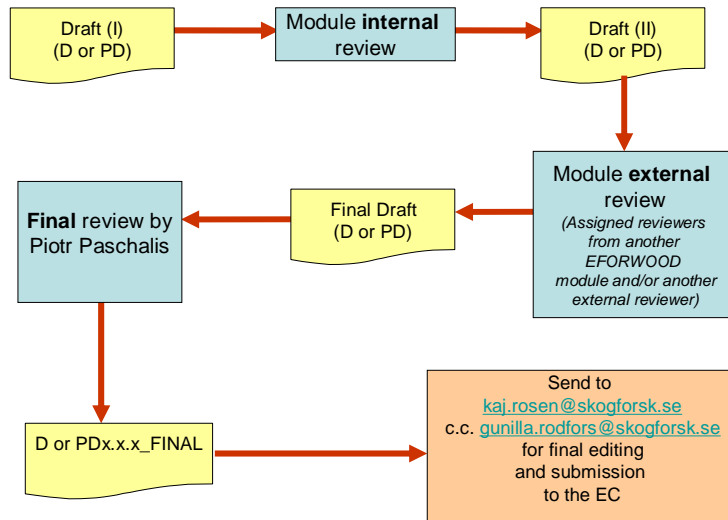 Draft (I)
(D or PD)
Module internal
review
Draft (II)
(D or PD)
Module external
review
(Assigned reviewers
from another
EFORWOOD
module and/or another
external reviewer)
Final Draft
(D or PD)
Final review by
Piotr Paschalis
D or PDx.x.x_FINAL
Send to
kaj.rosen@skogforsk.se
c.c. gunilla.rodfors@skogforsk.se
for final editing
and submission
to the EC